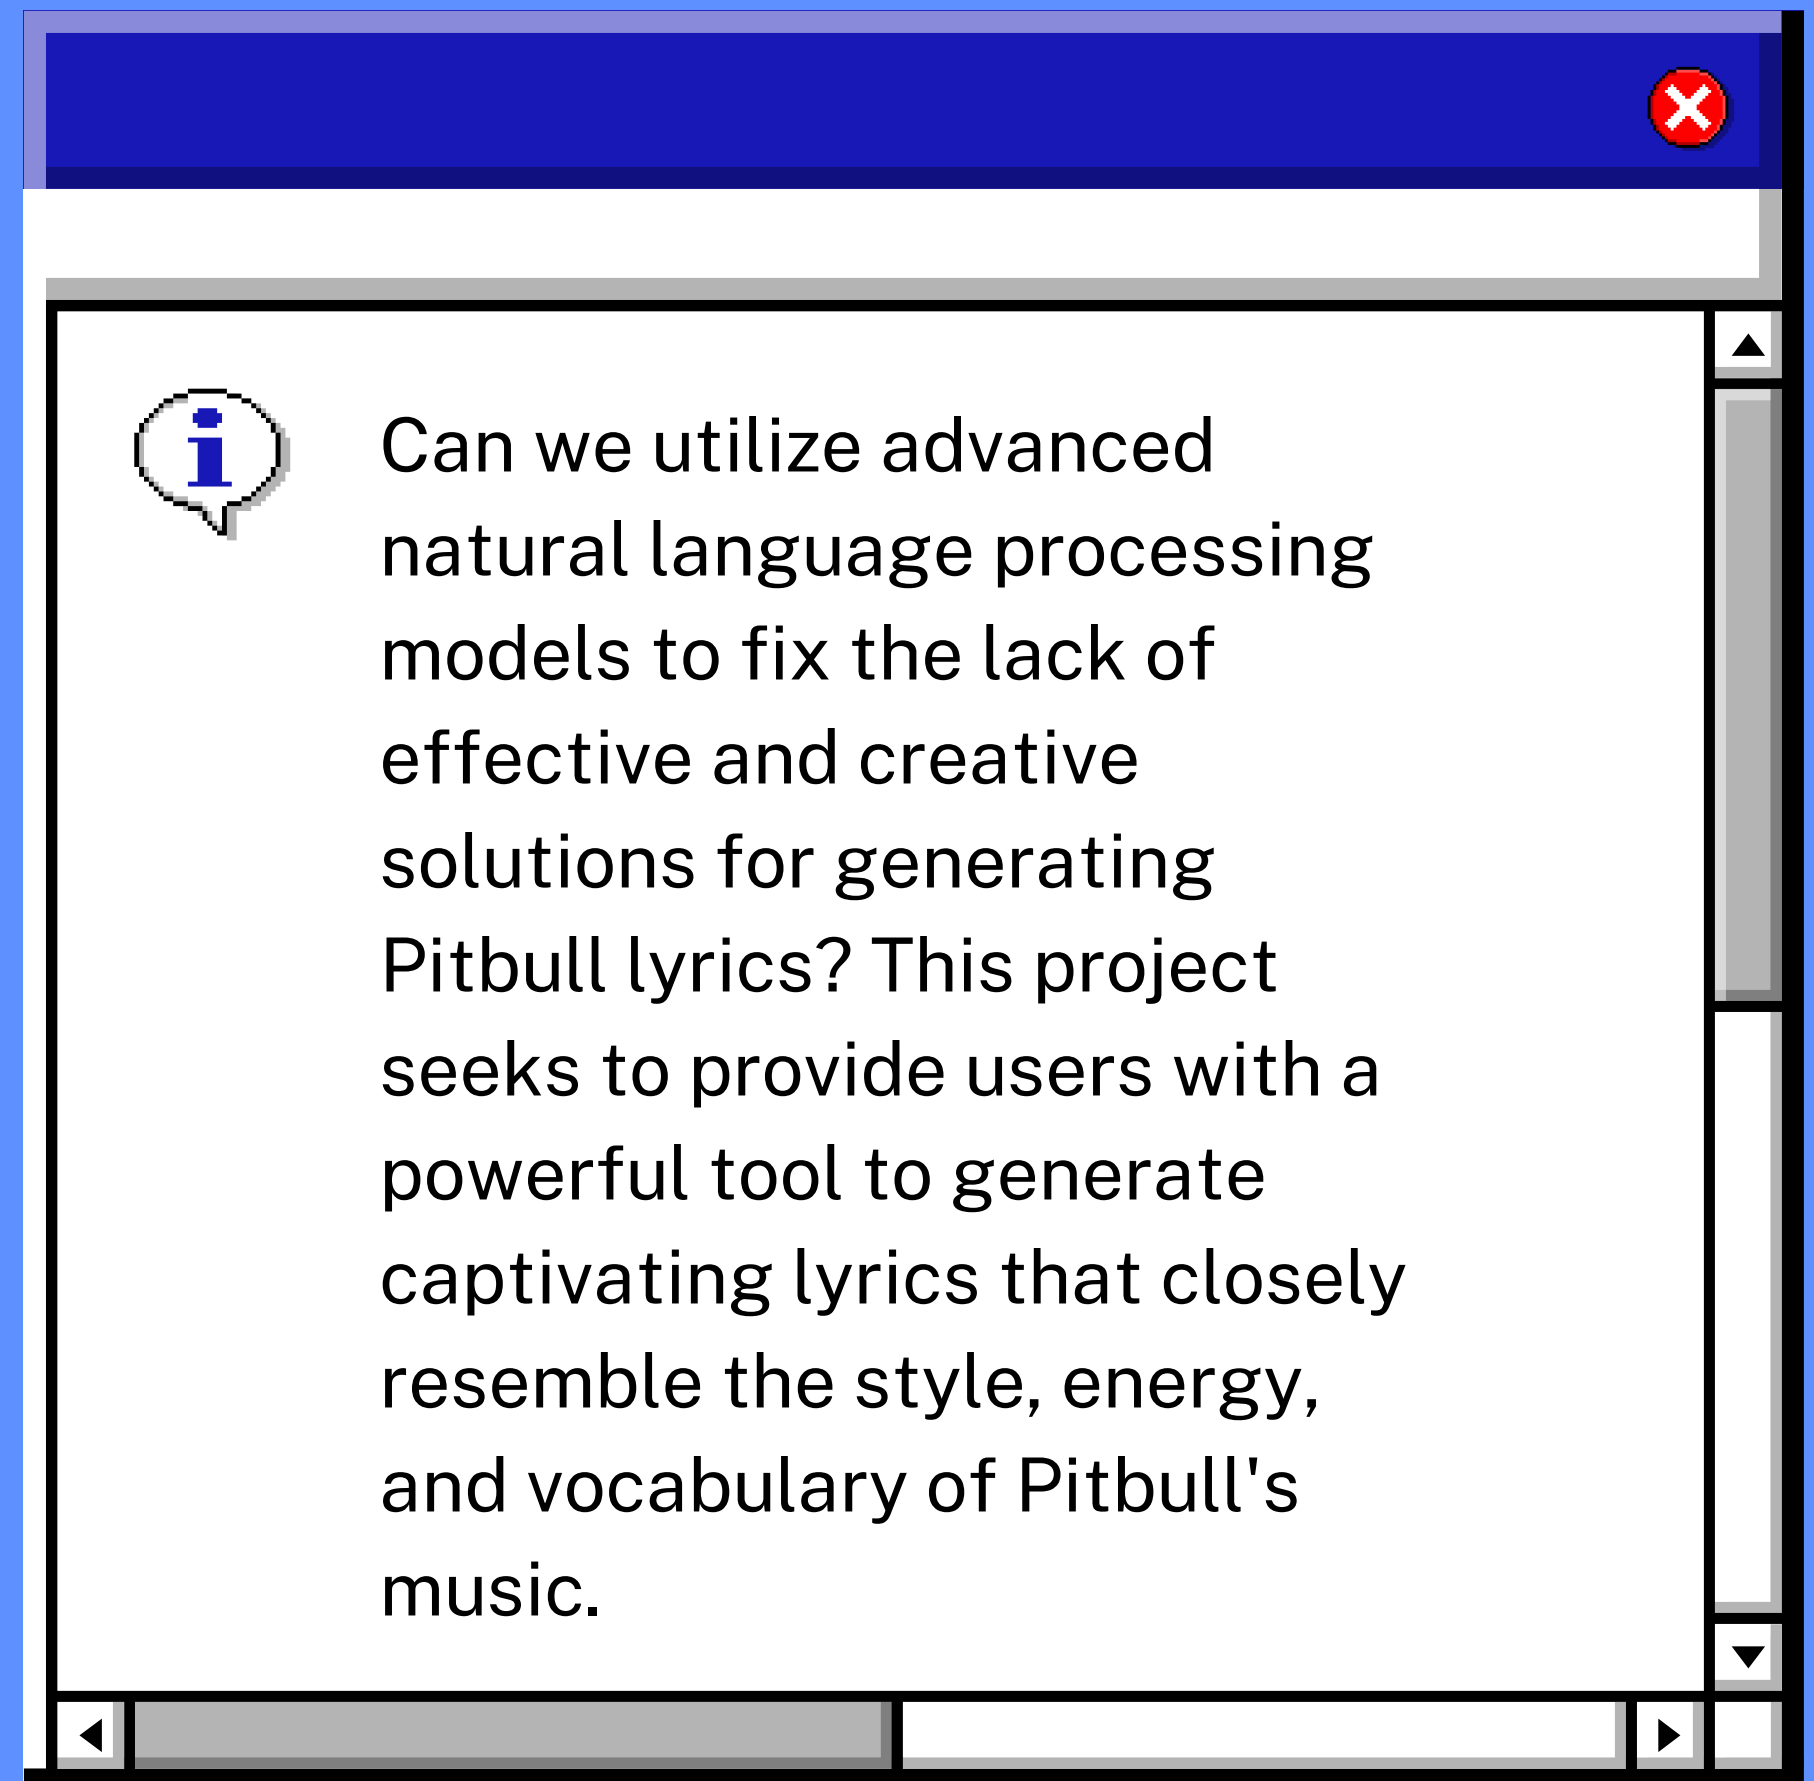 Can we utilize advanced
natural language processing
models to fix the lack of
effective and creative
solutions for generating
Pitbull lyrics? This project
seeks to provide users with a
powerful tool to generate
captivating lyrics that closely
resemble the style, energy,
and vocabulary of Pitbull's
music.